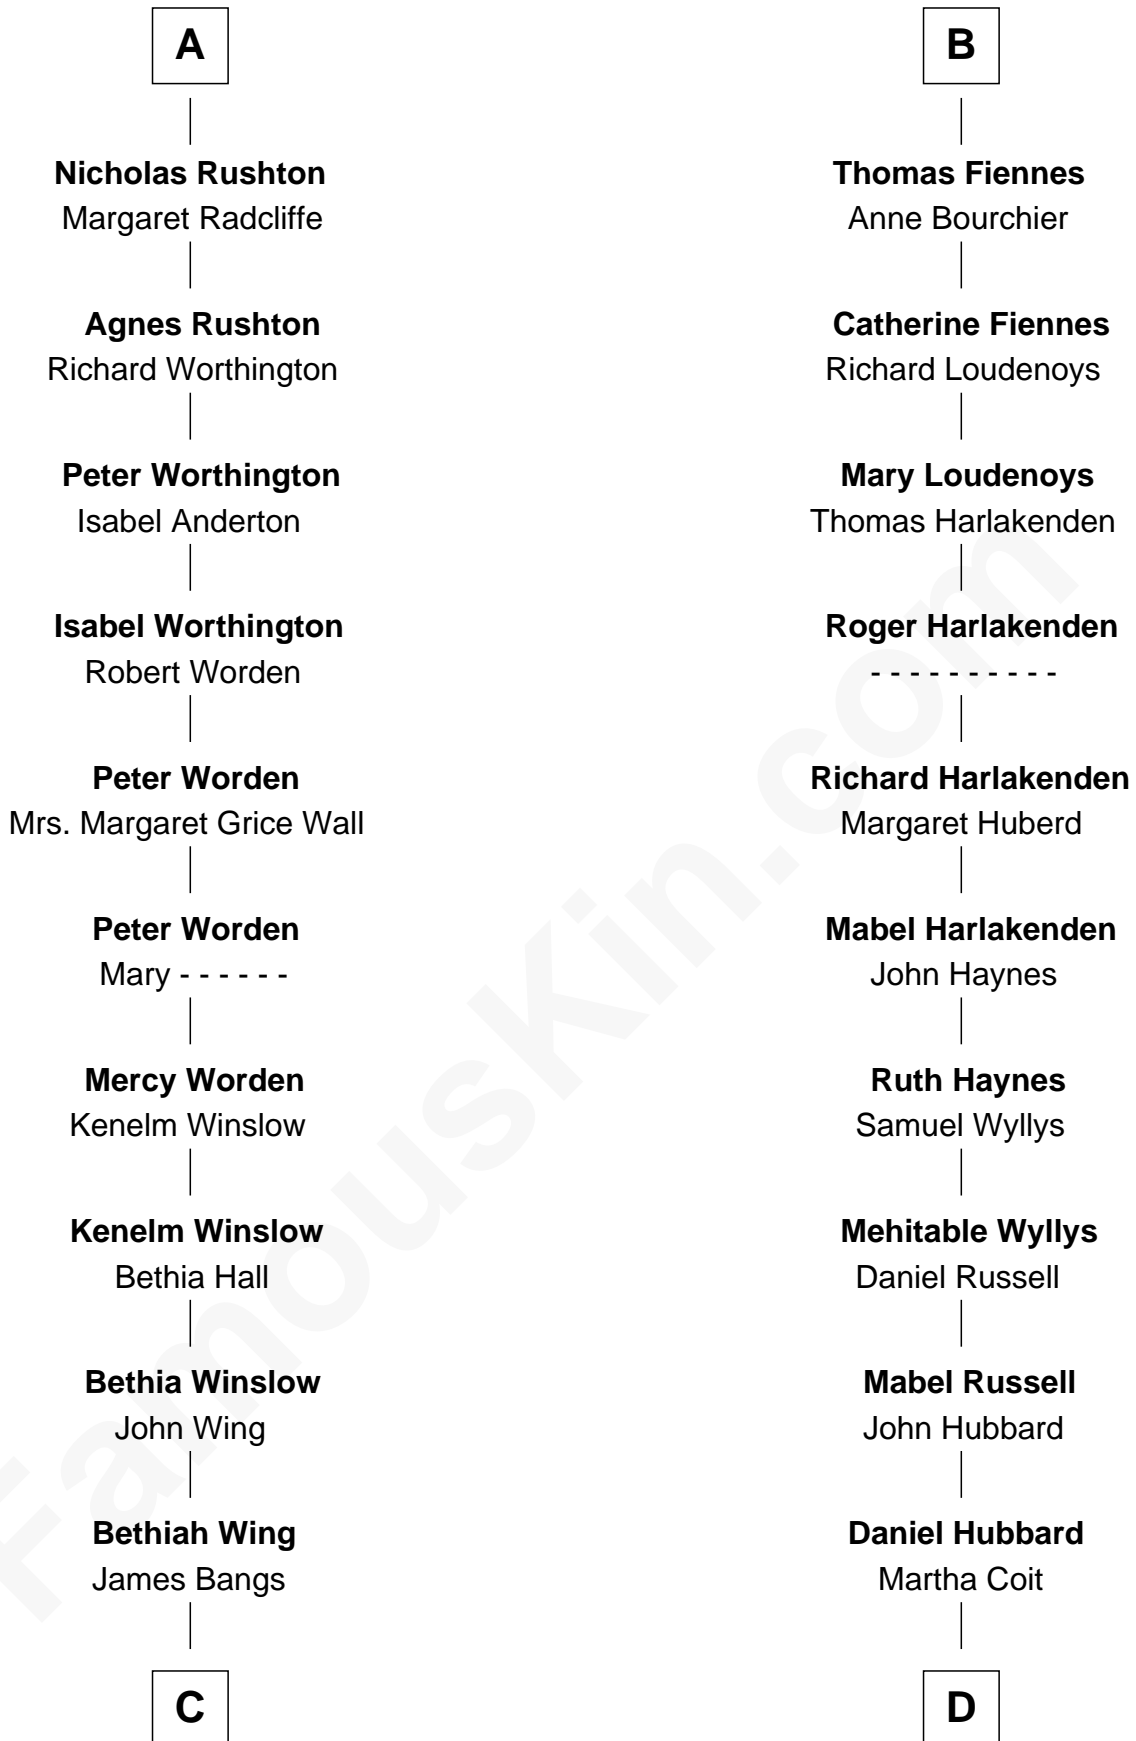 A
Nicholas Rushton
Margaret Radcliffe
Agnes Rushton
Richard Worthington
Peter Worthington
Isabel Anderton
Isabel Worthington
Robert Worden
Peter Worden
Mrs. Margaret Grice Wall
Peter Worden
Mary - - - - - -
Mercy Worden
Kenelm Winslow
Kenelm Winslow
Bethia Hall
Bethia Winslow
John Wing
Bethiah Wing
James Bangs
C
B
Thomas Fiennes
Anne Bourchier
Catherine Fiennes
Richard Loudenoys
Mary Loudenoys
Thomas Harlakenden
Roger Harlakenden
- - - - - - - - - -
Richard Harlakenden
Margaret Huberd
Mabel Harlakenden
John Haynes
Ruth Haynes
Samuel Wyllys
Mehitable Wyllys
Daniel Russell
Mabel Russell
John Hubbard
Daniel Hubbard
Martha Coit
D
FamousKin.com